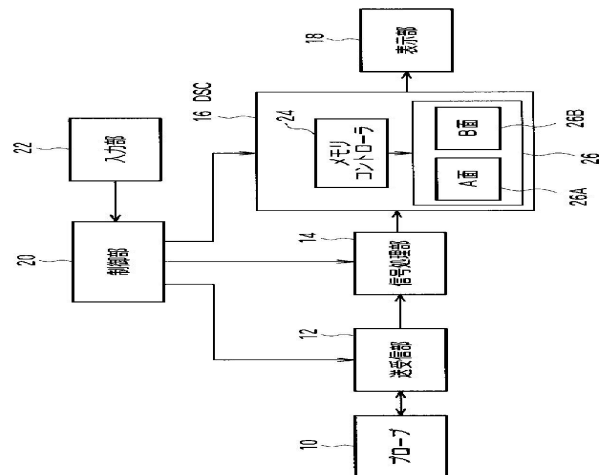 22
入力部
20
制御部
10
プローブ
12
送受信部
14
信号処理部
16 DSC
24
メモリ
コントローラ
A面
B面
26A
26B
26
18
表示部